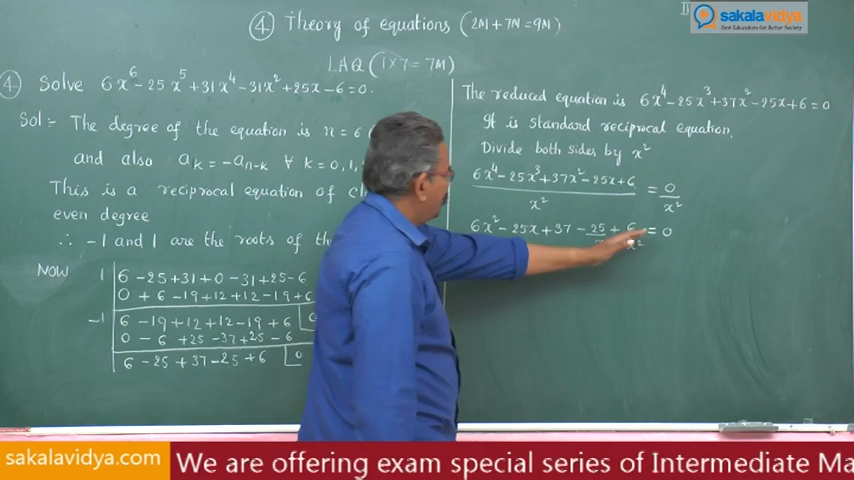 ④ Theory of equations (2M+7M=9M)
sakalavidya
Best Education for Better Society
LAQ (1×7=7M)
④ Solve 6x⁶-25x⁵+31x⁴-31x²+25x-6=0.
Sol:- The degree of the equation is n=6
and also aₖ=-aₙ₋ₖ ∀ k=0,1,
This is a reciprocal equation of
even degree
∴ -1 and 1 are the roots of
Now 1 | 6 -25 +31 +0 -31 +25 -6
0 +6 -19 +12 +12 -19 +6
-1 | 6 -19 +12 +12 -19 +6
0 -6 +25 -37 +25 -6
6 -25 +37 -25 +6 | 0
The reduced equation is 6x⁴-25x³+37x²-25x+6=0
It is standard reciprocal equation.
Divide both sides by x²
6x⁴-25x³+37x²-25x+6 / x² = 0/x²
6x²-25x+37-25/x+6/x²=0
sakalavidya.com We are offering exam special series of Intermediate Ma